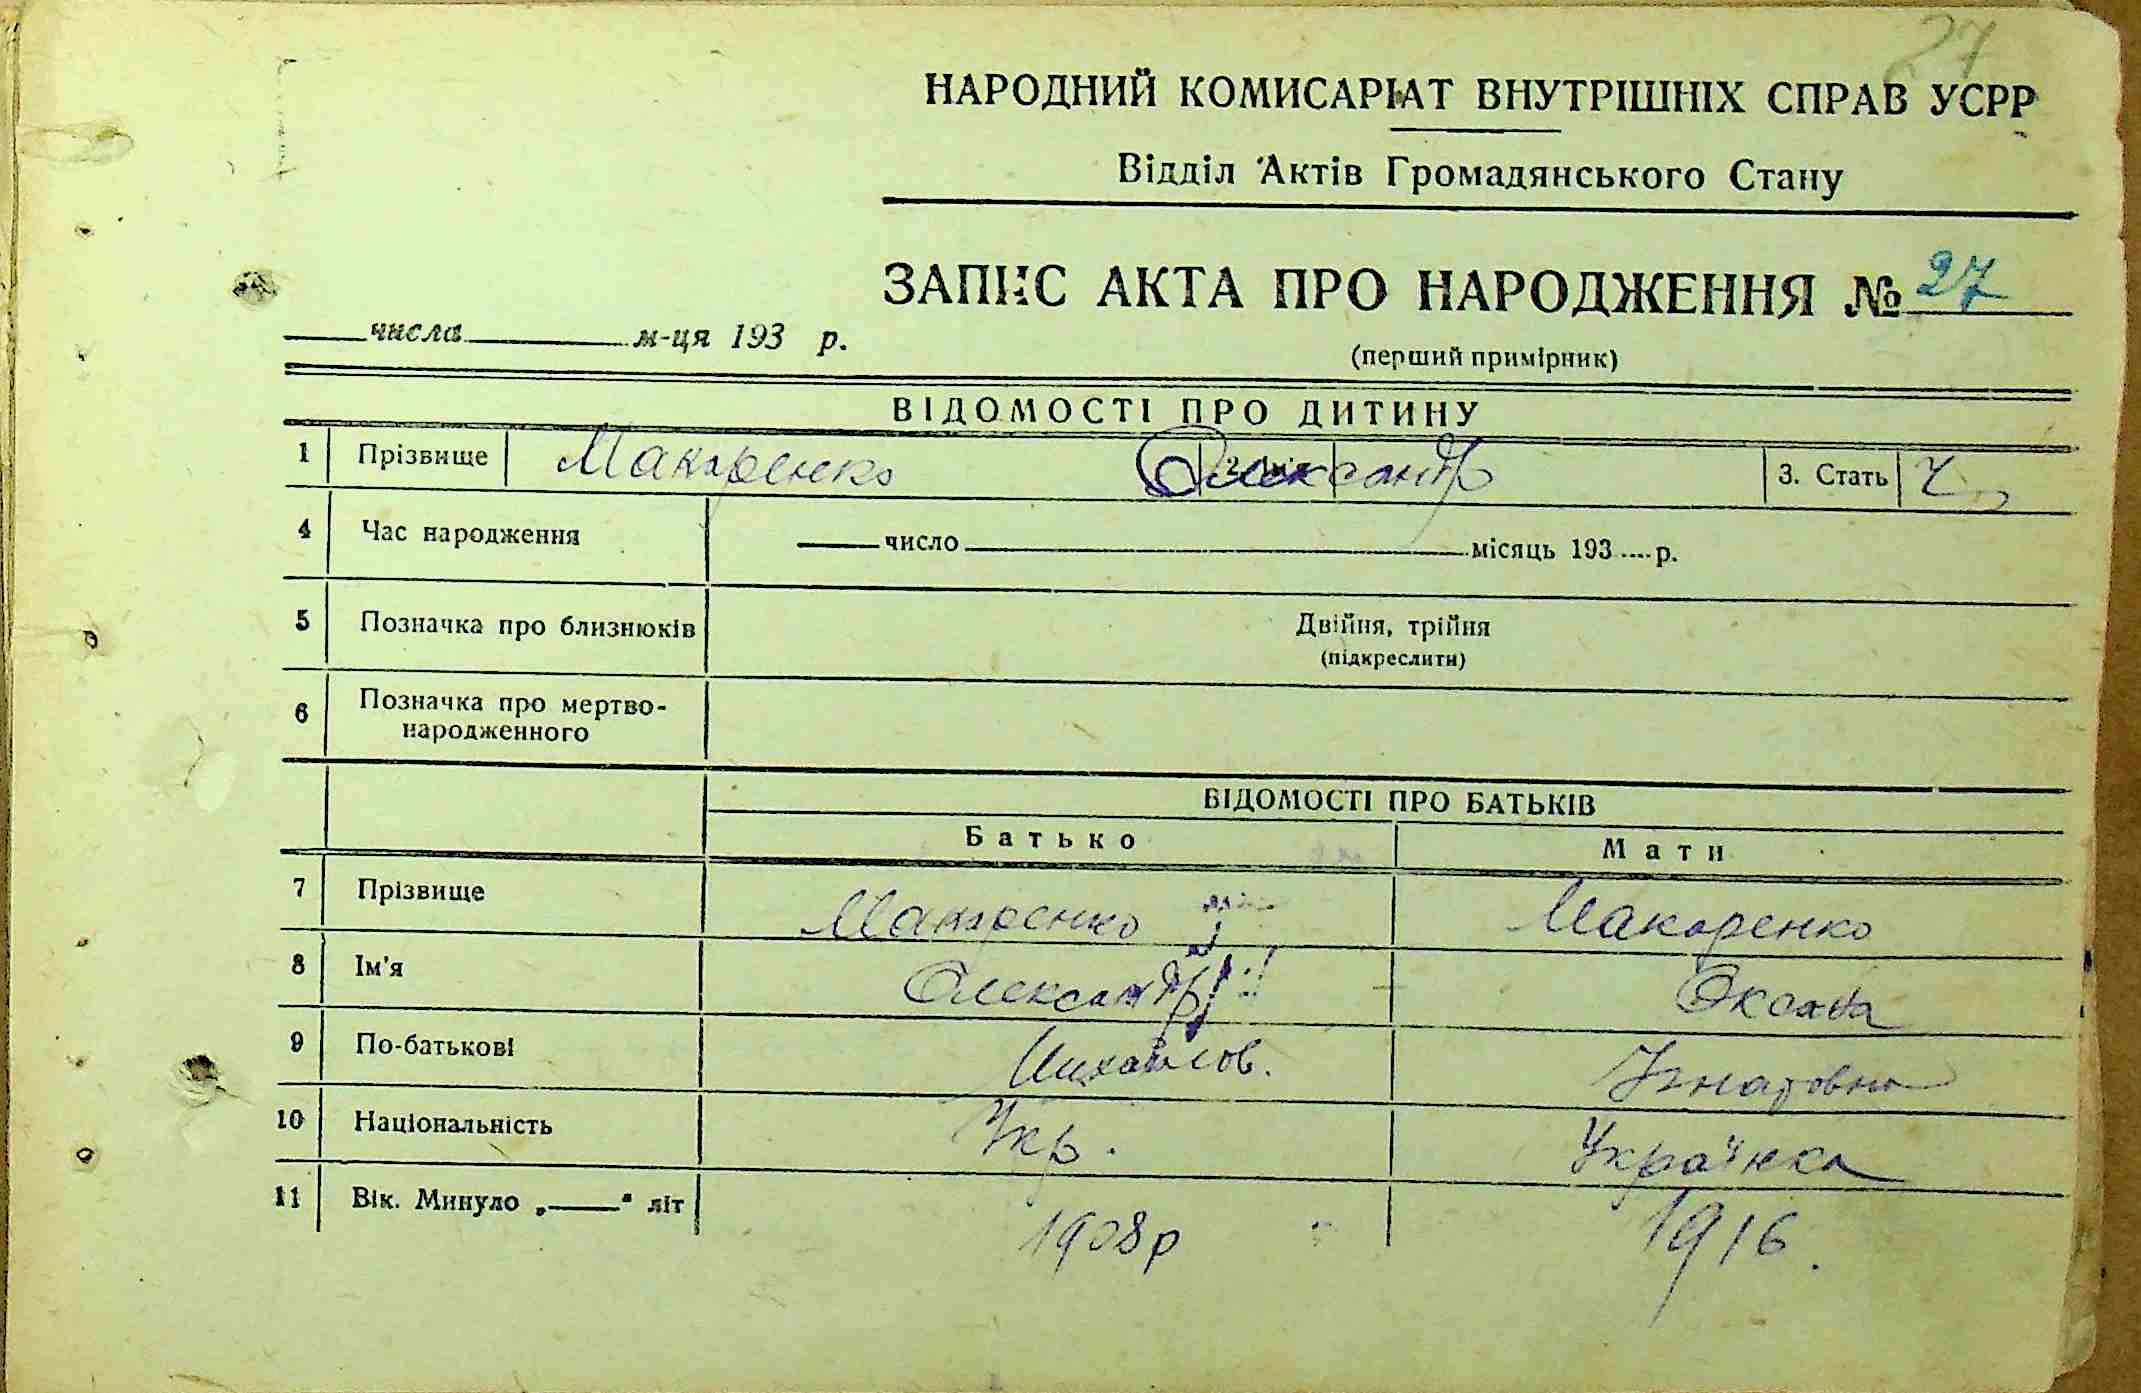 27
НАРОДНИЙ КОМИСАРІАТ ВНУТРІШНІХ СПРАВ УСРР
Відділ Актів Громадянського Стану
ЗАПИС АКТА ПРО НАРОДЖЕННЯ № 27
числа м-ця 193 р.
(перший примірник)
ВІДОМОСТІ ПРО ДИТИНУ
1 Прізвище Макаренко 2. Ім'я Олександр 3. Стать Ч
4 Час народження число місяць 193....р.
5 Позначка про близнюків Двійня, трійня
(підкреслити)
6 Позначка про мертво-
народженного
ВІДОМОСТІ ПРО БАТЬКІВ
Батько Мати
7 Прізвище Макаренко Макаренко
8 Ім'я Олександр Оксана
9 По-батькові Михайлов. Ігнатовна
10 Національність Укр. Українка
11 Вік. Минуло „——" літ 1908р 1916.